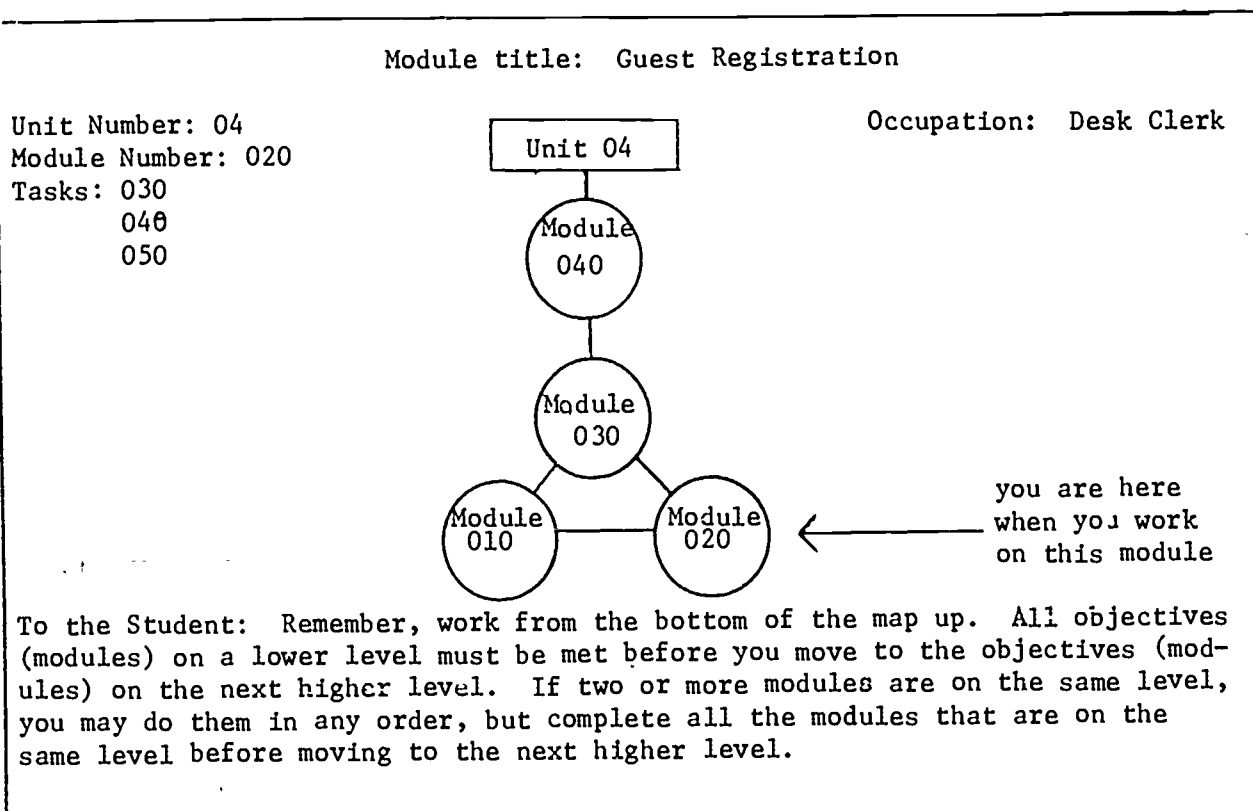 Module title: Guest Registration
Unit Number: 04
Module Number: 020
Tasks: 030
040
050
Occupation: Desk Clerk
Unit 04
Module
040
Module
030
Module
010
Module
020
you are here
when you work
on this module
To the Student: Remember, work from the bottom of the map up. All objectives
(modules) on a lower level must be met before you move to the objectives (mod-
ules) on the next higher level. If two or more modules are on the same level,
you may do them in any order, but complete all the modules that are on the
same level before moving to the next higher level.